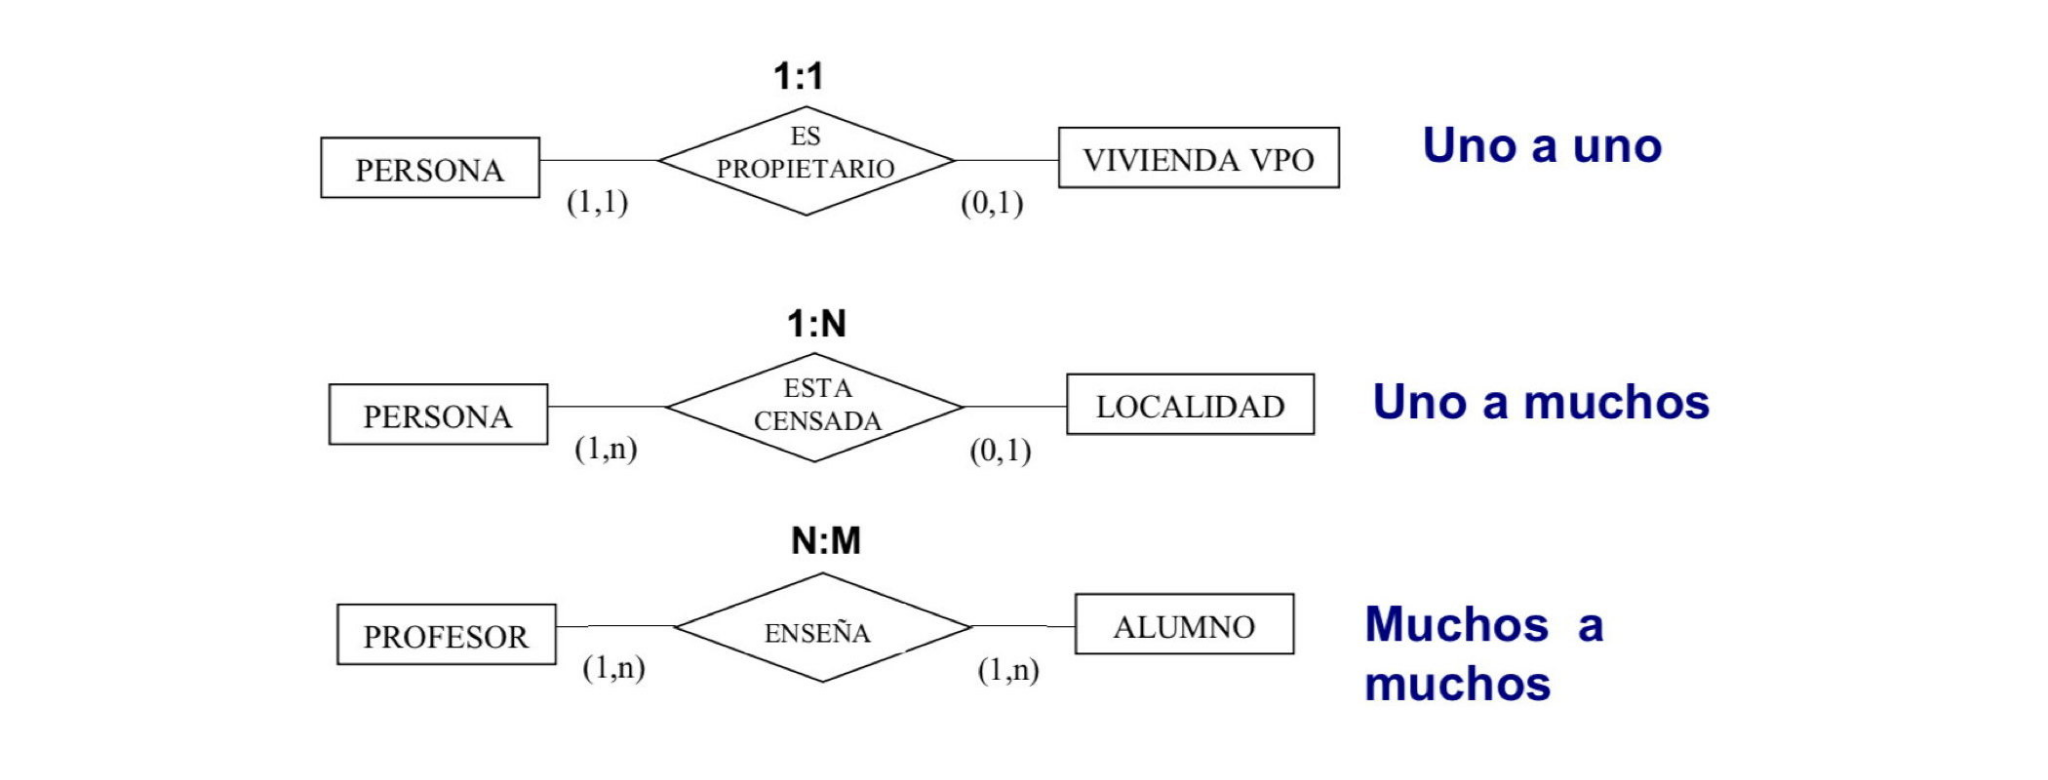 1:1
PERSONA
ES
PROPIETARIO
VIVIENDA VPO
Uno a uno
(1,1)
(0,1)
1:N
PERSONA
ESTA
CENSADA
LOCALIDAD
Uno a muchos
(1,n)
(0,1)
N:M
PROFESOR
ENSEÑA
ALUMNO
Muchos a
muchos
(1,n)
(1,n)